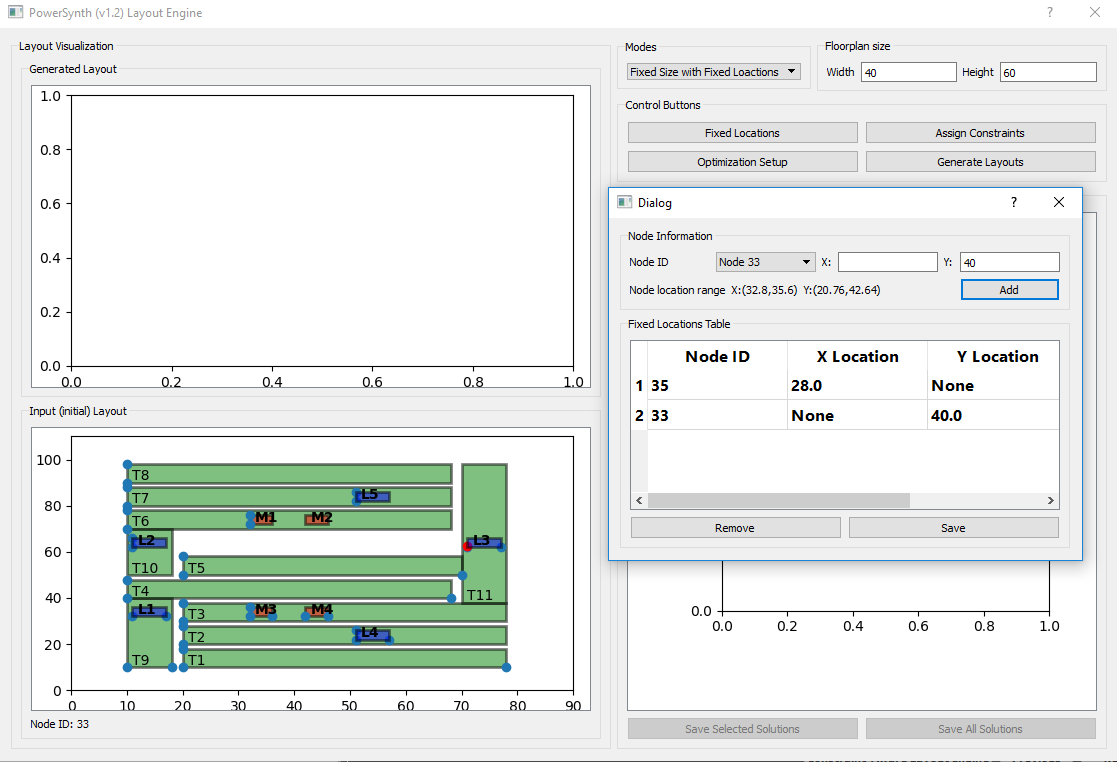 PowerSynth (v1.2) Layout Engine
?
Layout Visualization
Generated Layout
1.0
0.8
0.6
0.4
0.2
0.0
0.0 0.2 0.4 0.6 0.8 1.0
Input (initial) Layout
100
80
60
40
20
0
0 10 20 30 40 50 60 70 80 90
T8
T7
L5
T6
M1
M2
L2
L3
T10
T5
T4
T11
L1
T3
M3
M4
T2
L4
T9
T1
Node ID: 33
Modes
Fixed Size with Fixed Loactions
Floorplan size
Width 40 Height 60
Control Buttons
Fixed Locations
Assign Constraints
Optimization Setup
Generate Layouts
Dialog
?
Node Information
Node ID Node 33 X: Y: 40
Node location range X:(32.8,35.6) Y:(20.76,42.64)
Add
Fixed Locations Table
Node ID X Location Y Location
1 35 28.0 None
2 33 None 40.0
Remove
Save
0.0
0.0 0.2 0.4 0.6 0.8 1.0
Save Selected Solutions
Save All Solutions